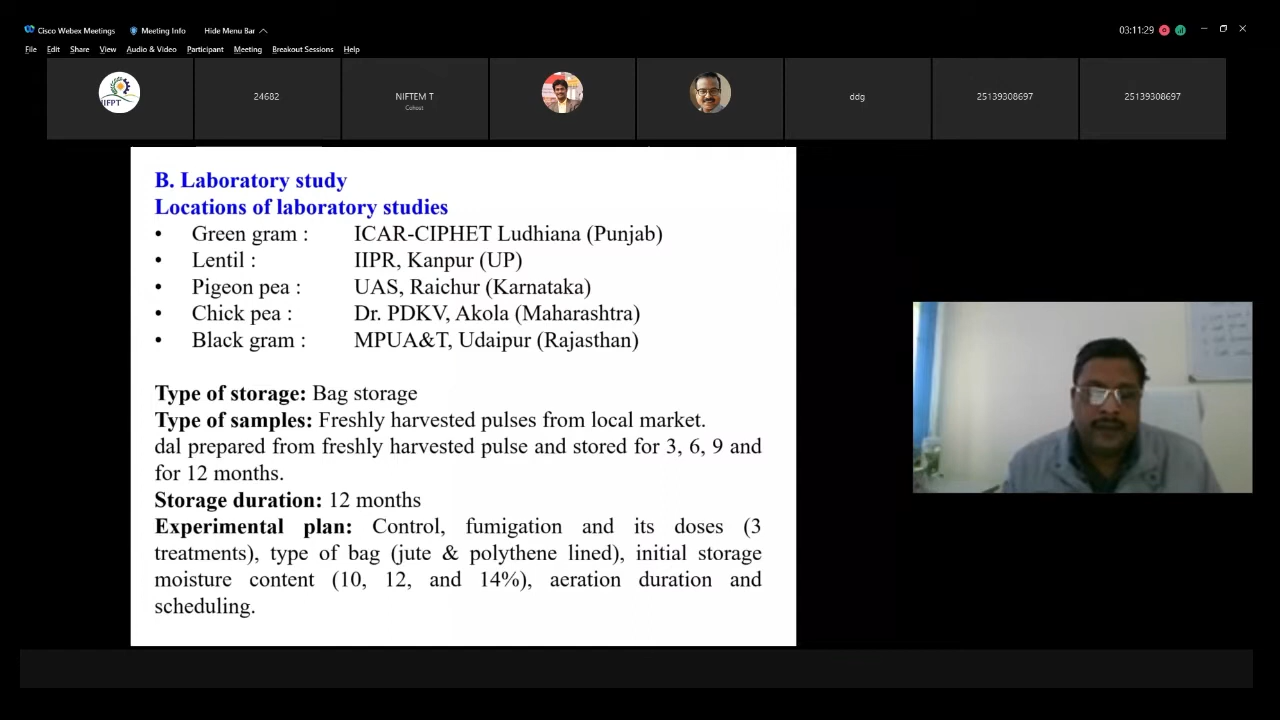 Cisco Webex Meetings Meeting Info Hide Menu Bar 03:11:29
File Edit Share View Audio & Video Participant Meeting Breakout Sessions Help
24682 NIFTEM T ddg 25139308697 25139308697
Cohost
IIFPT
B. Laboratory study
Locations of laboratory studies
• Green gram : ICAR-CIPHET Ludhiana (Punjab)
• Lentil : IIPR, Kanpur (UP)
• Pigeon pea : UAS, Raichur (Karnataka)
• Chick pea : Dr. PDKV, Akola (Maharashtra)
• Black gram : MPUA&T, Udaipur (Rajasthan)
Type of storage: Bag storage
Type of samples: Freshly harvested pulses from local market.
dal prepared from freshly harvested pulse and stored for 3, 6, 9 and
for 12 months.
Storage duration: 12 months
Experimental plan: Control, fumigation and its doses (3
treatments), type of bag (jute & polythene lined), initial storage
moisture content (10, 12, and 14%), aeration duration and
scheduling.